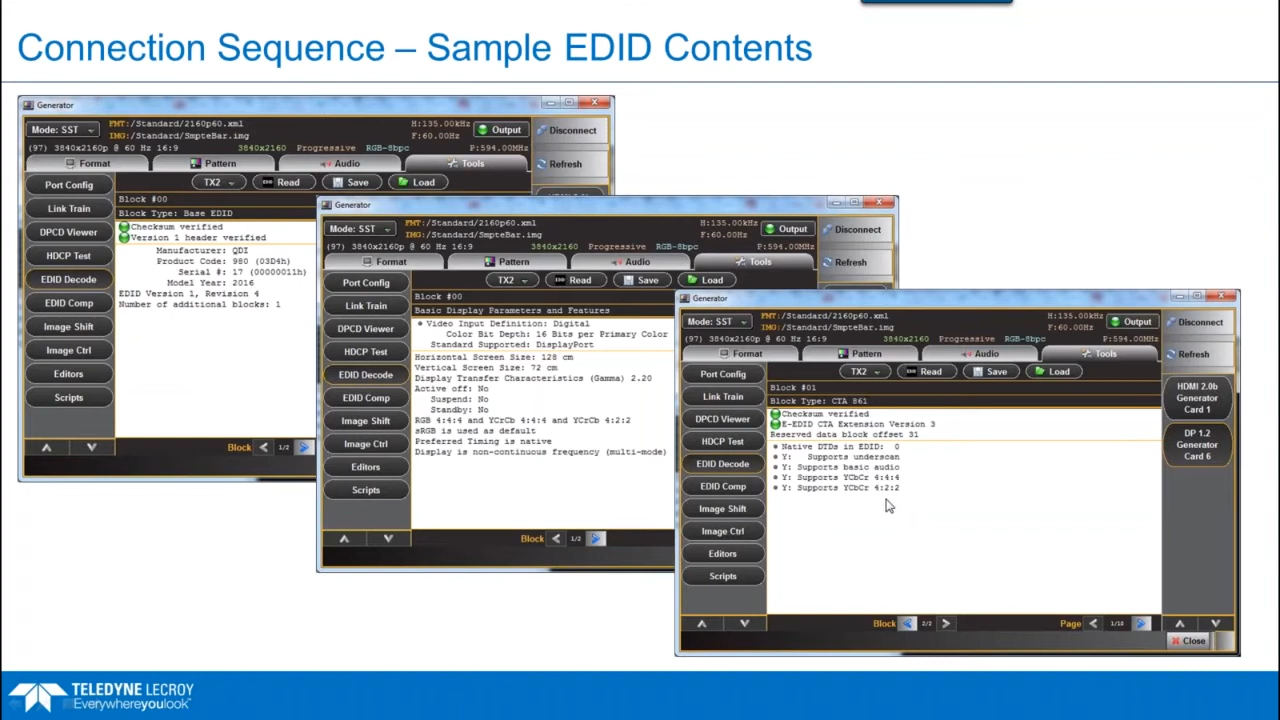 Connection Sequence – Sample EDID Contents
Generator
Mode: SST
FMT:/Standard/2160p60.xml
IMG:/Standard/SmpteBar.img
H:135.00kHz
F:60.00Hz
Output
Disconnect
(97) 3840x2160p @ 60 Hz 16:9 3840x2160 Progressive RGB-8bpc P:594.00MHz
Format Pattern Audio Tools
Refresh
TX2 Read Save Load
Port Config
Link Train
DPCD Viewer
HDCP Test
EDID Decode
EDID Comp
Image Shift
Image Ctrl
Editors
Scripts
Block #00
Block Type: Base EDID
Checksum verified
Version 1 header verified
Manufacturer: QDI
Product Code: 980 (03D4h)
Serial #: 17 (00000011h)
Model Year: 2016
EDID Version 1, Revision 4
Number of additional blocks: 1
Block 1/2
Generator
Mode: SST
FMT:/Standard/2160p60.xml
IMG:/Standard/SmpteBar.img
H:135.00kHz
F:60.00Hz
Output
Disconnect
(97) 3840x2160p @ 60 Hz 16:9 3840x2160 Progressive RGB-8bpc P:594.00MHz
Format Pattern Audio Tools
Refresh
TX2 Read Save Load
Port Config
Link Train
DPCD Viewer
HDCP Test
EDID Decode
EDID Comp
Image Shift
Image Ctrl
Editors
Scripts
Block #00
Basic Display Parameters and Features
Video Input Definition: Digital
Color Bit Depth: 16 Bits per Primary Color
Standard Supported: DisplayPort
Horizontal Screen Size: 128 cm
Vertical Screen Size: 72 cm
Display Transfer Characteristics (Gamma) 2.20
Active off: No
Suspend: No
Standby: No
RGB 4:4:4 and YCrCb 4:4:4 and YCrCb 4:2:2
sRGB is used as default
Preferred Timing is native
Display is non-continuous frequency (multi-mode)
Block 1/2
Generator
Mode: SST
FMT:/Standard/2160p60.xml
IMG:/Standard/SmpteBar.img
H:135.00kHz
F:60.00Hz
Output
Disconnect
(97) 3840x2160p @ 60 Hz 16:9 3840x2160 Progressive RGB-8bpc P:594.00MHz
Format Pattern Audio Tools
Refresh
TX2 Read Save Load
Port Config
Link Train
DPCD Viewer
HDCP Test
EDID Decode
EDID Comp
Image Shift
Image Ctrl
Editors
Scripts
Block #01
Block Type: CTA 861
Checksum verified
E-EDID CTA Extension Version 3
Reserved data block offset 31
Native DTDs in EDID: 0
Y: Supports underscan
Y: Supports basic audio
Y: Supports YCbCr 4:4:4
Y: Supports YCbCr 4:2:2
HDMI 2.0b
Generator
Card 1
DP 1.2
Generator
Card 6
Block 2/2 Page 1/10
Close
TELEDYNE LECROY
Everywhereyoulook™